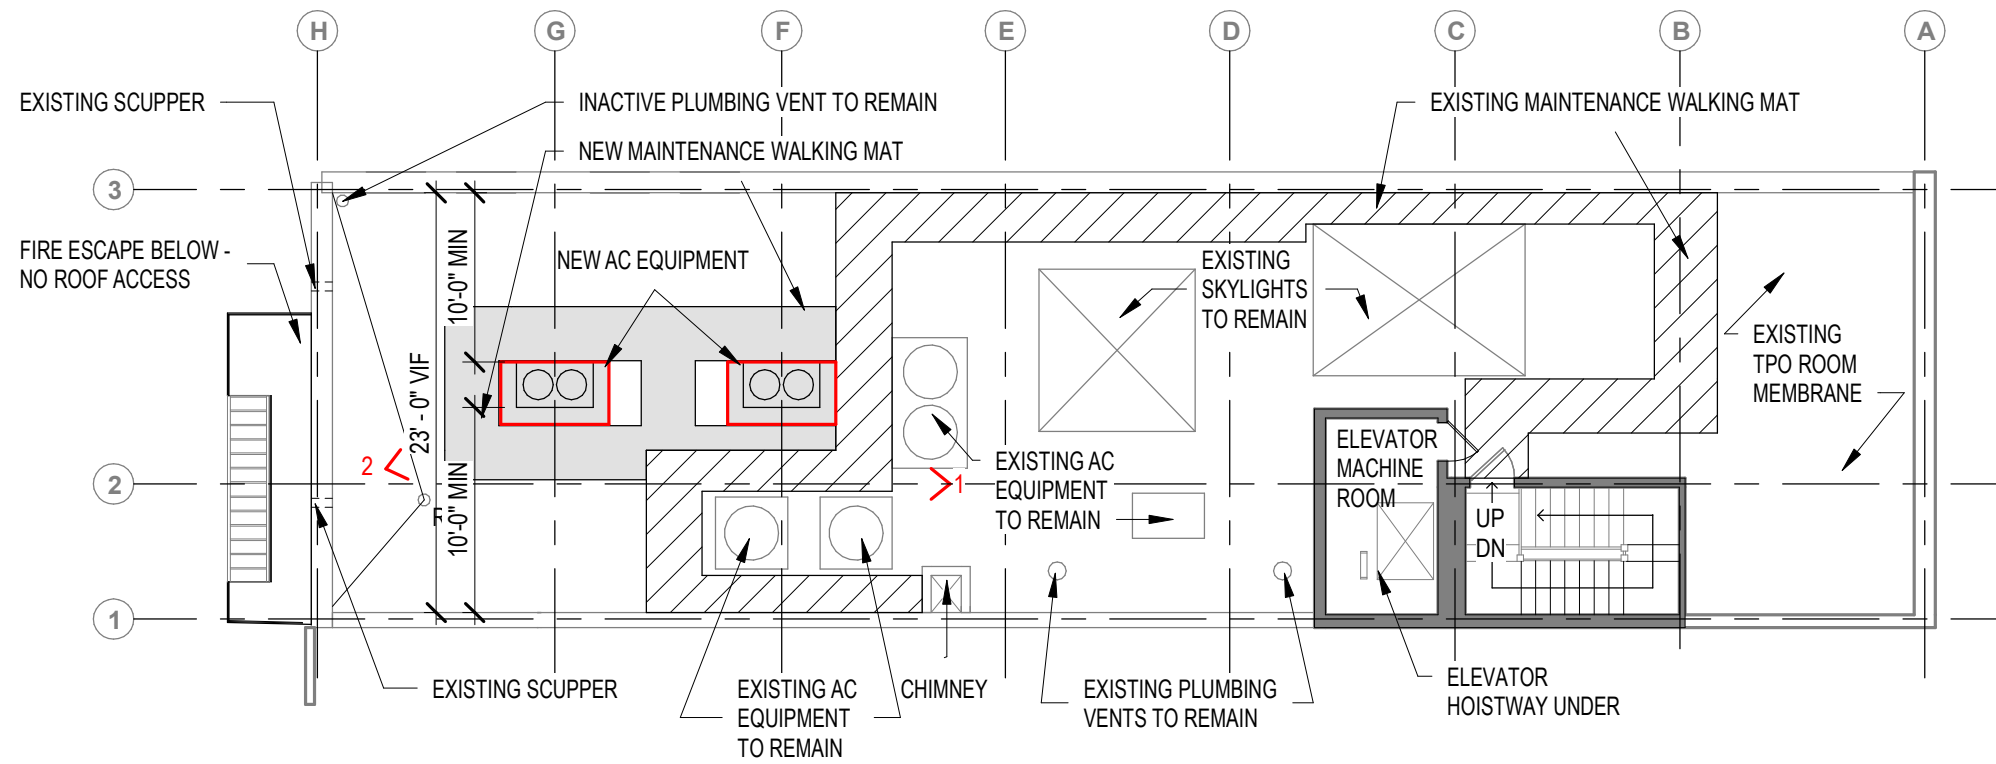 H
G
F
E
D
C
B
A
EXISTING SCUPPER
INACTIVE PLUMBING VENT TO REMAIN
EXISTING MAINTENANCE WALKING MAT
NEW MAINTENANCE WALKING MAT
3
FIRE ESCAPE BELOW -
NO ROOF ACCESS
10'-0" MIN
NEW AC EQUIPMENT
EXISTING
SKYLIGHTS
TO REMAIN
EXISTING
TPO ROOM
MEMBRANE
23' - 0" VIF
2
10'-0" MIN
1
EXISTING AC
EQUIPMENT
TO REMAIN
ELEVATOR
MACHINE
ROOM
2
UP
DN
1
EXISTING SCUPPER
EXISTING AC
EQUIPMENT
TO REMAIN
CHIMNEY
EXISTING PLUMBING
VENTS TO REMAIN
ELEVATOR
HOISTWAY UNDER